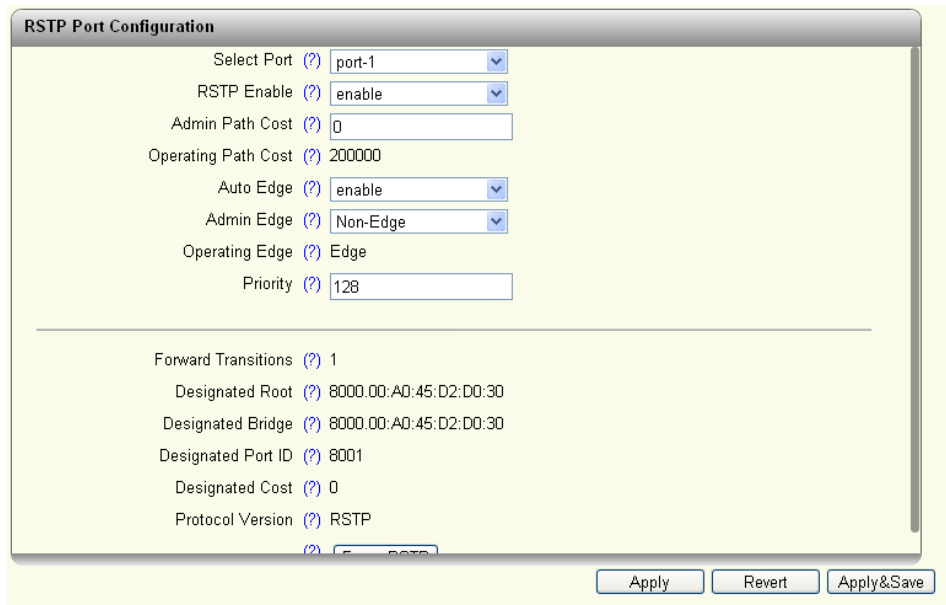 RSTP Port Configuration
Select Port (?) port-1
RSTP Enable (?) enable
Admin Path Cost (?) 0
Operating Path Cost (?) 200000
Auto Edge (?) enable
Admin Edge (?) Non-Edge
Operating Edge (?) Edge
Priority (?) 128
Forward Transitions (?) 1
Designated Root (?) 8000.00:A0:45:D2:D0:30
Designated Bridge (?) 8000.00:A0:45:D2:D0:30
Designated Port ID (?) 8001
Designated Cost (?) 0
Protocol Version (?) RSTP
(?)
Apply Revert Apply&Save